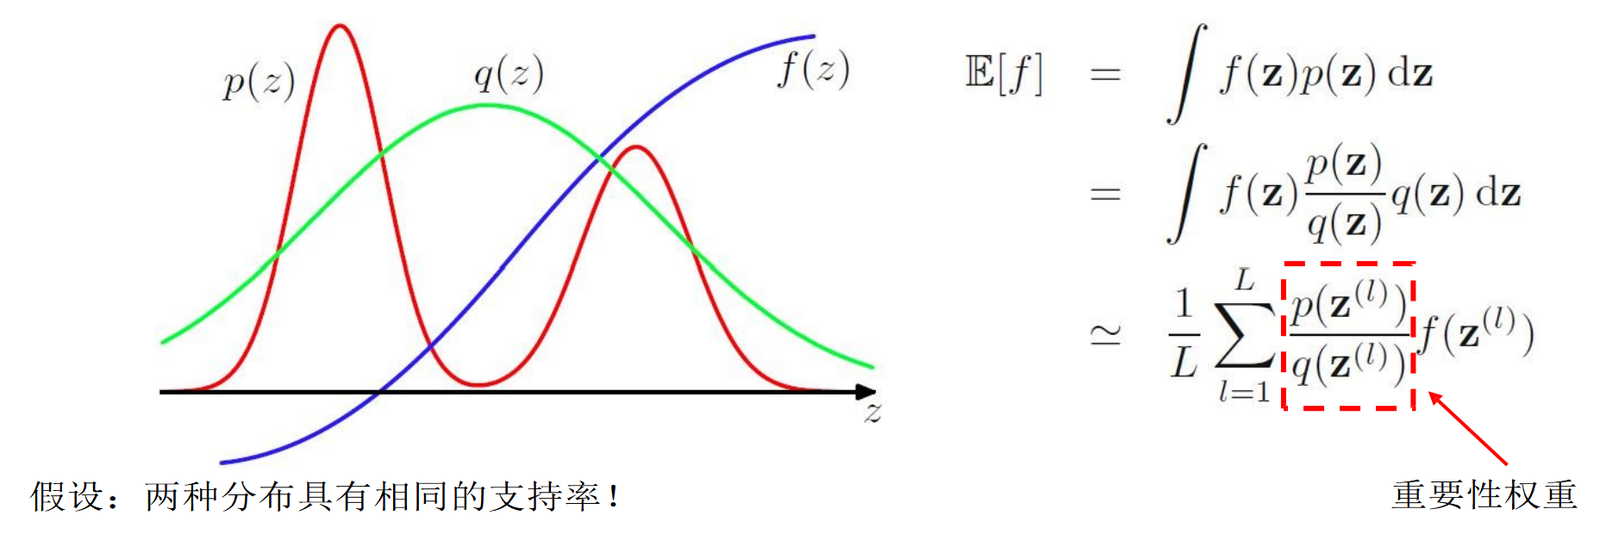 p(z)
q(z)
f(z)
z
𝔼[f] = ∫ f(𝐳)p(𝐳) d𝐳
= ∫ f(𝐳) p(𝐳)/q(𝐳) q(𝐳) d𝐳
≃ 1/L ∑_{l=1}^{L} p(𝐳^{(l)})/q(𝐳^{(l)}) f(𝐳^{(l)})
假设：两种分布具有相同的支持率！
重要性权重